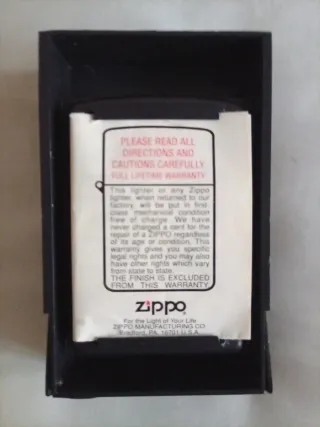 PLEASE READ ALL
DIRECTIONS AND
CAUTIONS CAREFULLY
FULL LIFETIME WARRANTY
This lighter or any Zippo
lighter, when returned to our
factory, will be put in first
class mechanical condition
free of charge. We have
never charged a cent for the
repair of a ZIPPO regardless
of its age or condition. This
warranty gives you specific
legal rights and you may also
have other rights which vary
from state to state.
THE FINISH IS EXCLUDED
FROM THIS WARRANTY.
zippo
For the Light of Your Life
ZIPPO MANUFACTURING CO.
Bradford, PA. 16701 U.S.A.